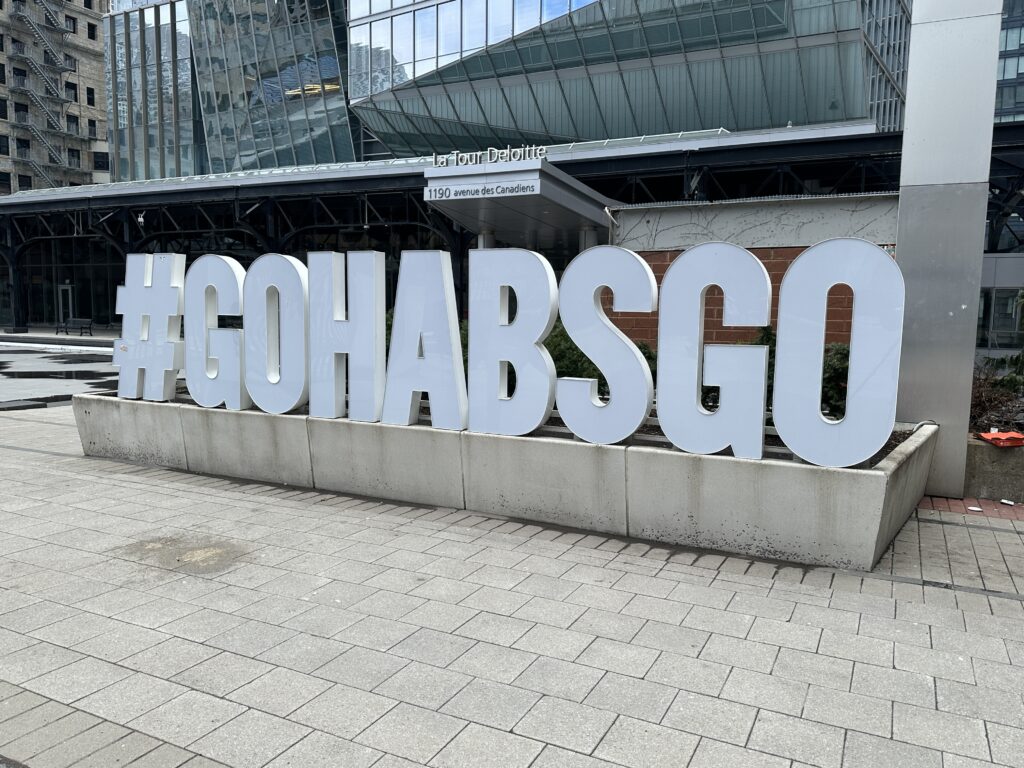 La Tour Deloitte
1190 avenue des Canadiens
#GOHABSGO